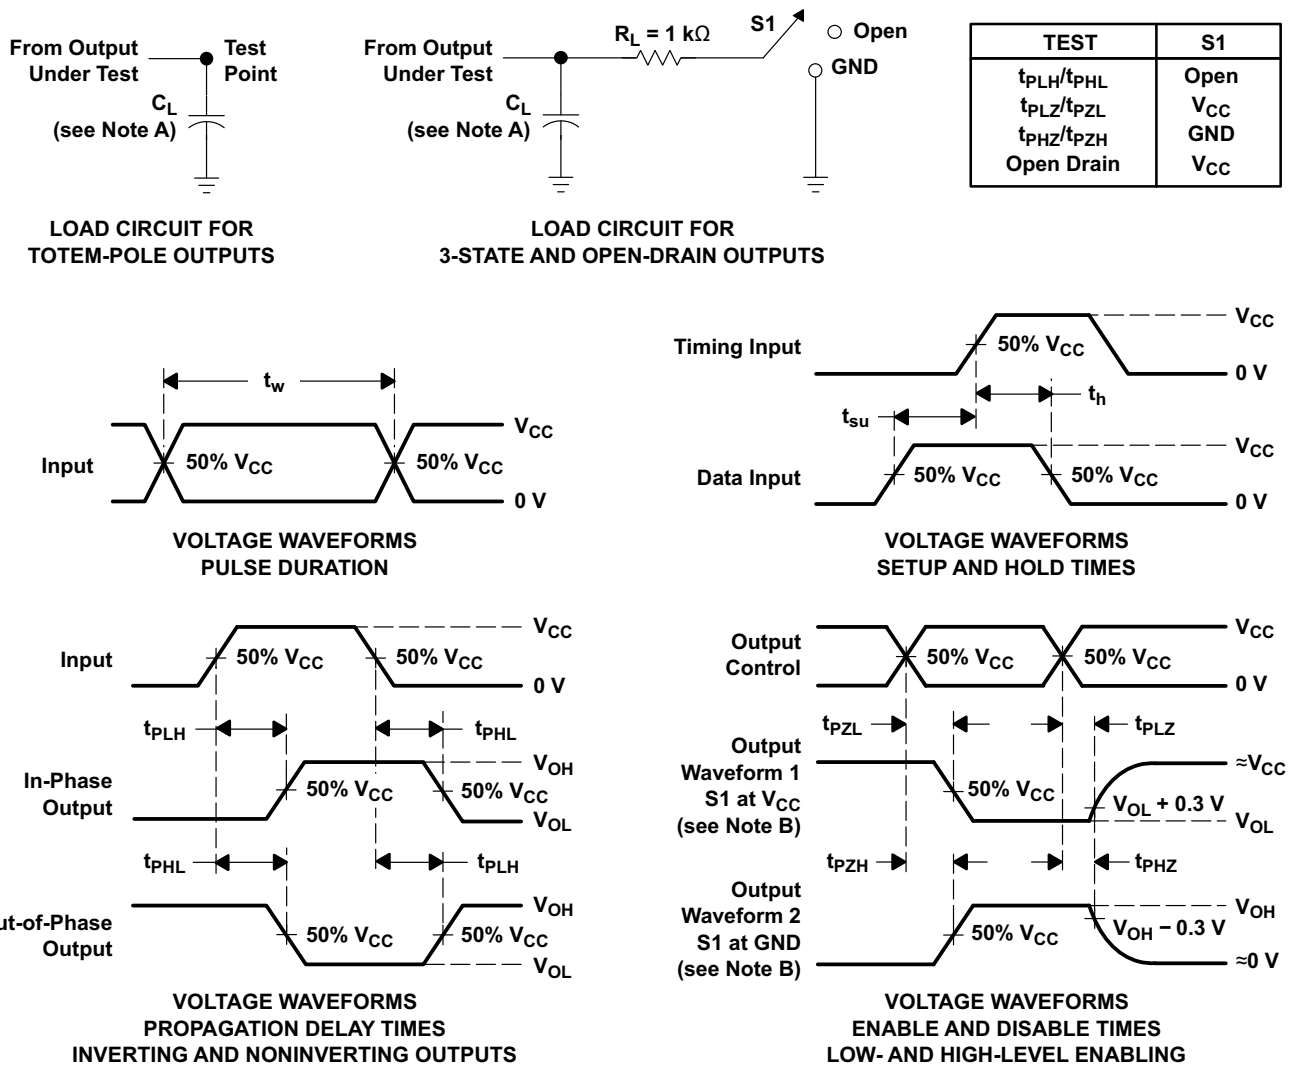 From Output
Under Test
Test
Point
CL
(see Note A)
LOAD CIRCUIT FOR
TOTEM-POLE OUTPUTS
From Output
Under Test
RL = 1 kΩ
S1
Open
GND
CL
(see Note A)
LOAD CIRCUIT FOR
3-STATE AND OPEN-DRAIN OUTPUTS
TEST S1
tPLH/tPHL Open
tPLZ/tPZL VCC
tPHZ/tPZH GND
Open Drain VCC
tw
VCC
Input
50% VCC
50% VCC
0 V
VOLTAGE WAVEFORMS
PULSE DURATION
VCC
Timing Input
50% VCC
0 V
th
tsu
VCC
Data Input
50% VCC
50% VCC
0 V
VOLTAGE WAVEFORMS
SETUP AND HOLD TIMES
VCC
Input
50% VCC
50% VCC
0 V
tPLH
tPHL
VOH
In-Phase
Output
50% VCC
50% VCC
VOL
tPHL
tPLH
VOH
ut-of-Phase
Output
50% VCC
50% VCC
VOL
VOLTAGE WAVEFORMS
PROPAGATION DELAY TIMES
INVERTING AND NONINVERTING OUTPUTS
VCC
Output
Control
50% VCC
50% VCC
0 V
tPZL
tPLZ
Output
Waveform 1
S1 at VCC
(see Note B)
50% VCC
≈VCC
VOL + 0.3 V
VOL
tPZH
tPHZ
Output
Waveform 2
S1 at GND
(see Note B)
50% VCC
VOH
VOH − 0.3 V
≈0 V
VOLTAGE WAVEFORMS
ENABLE AND DISABLE TIMES
LOW- AND HIGH-LEVEL ENABLING